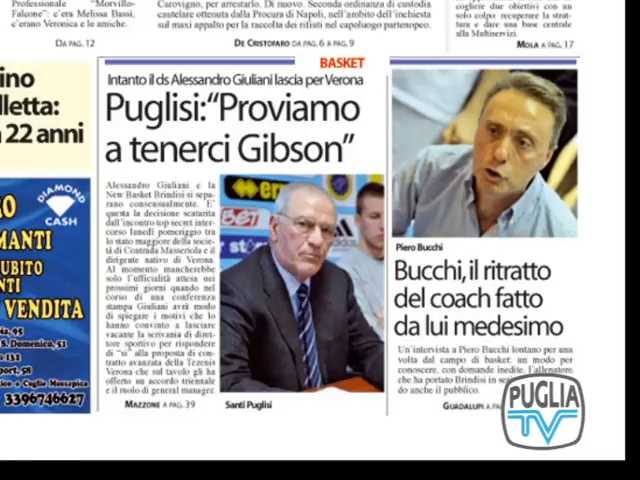 Professionale "Morvillo-
Falcone": c'era Melissa Bassi,
c'erano Veronica e le amiche.
DA PAG. 12
Carovigno, per arrestarlo. Di nuovo. Seconda ordinanza di custodia
cautelare ottenuta dalla Procura di Napoli, nell'ambito dell'inchiesta
sul maxi appalto per la raccolta dei rifiuti nel capoluogo partenopeo.
DE CRISTOFARO DA PAG. 6 A PAG. 9
cogliere due obiettivi con un
solo colpo: recuperare la strut-
tura e dare una base centrale
alla Multiservizi.
MOLA A PAG. 17
ino
lletta:
22 anni
DIAMOND
CASH
MANTI
UBITO
NTI
VENDITA
S. Domenico, 51
3396746627
BASKET
Intanto il ds Alessandro Giuliani lascia per Verona
Puglisi:"Proviamo
a tenerci Gibson"
Alessandro Giuliani e la
New Basket Brindisi si sepa-
rano consensualmente. E'
questa la decisione scaturita
dall'incontro top secret inter-
corso lunedì pomeriggio tra
lo stato maggiore della socie-
tà di Contrada Masseriola e il
dirigente nativo di Verona.
Al momento mancherebbe
solo l'ufficialità attesa nei
prossimi giorni quando nel
corso di una conferenza
stampa Giuliani avrà modo
di spiegare i motivi che lo
hanno convinto a lasciare
vacante la scrivania di diret-
tore sportivo per rispondere
di "sì" alla proposta di con-
tratto avanzata della Tezenis
Verona che sul tavolo gli ha
offerto un accordo triennale
e il ruolo di general manager.
MAZZONE A PAG. 39
Santi Puglisi
Piero Bucchi
Bucchi, il ritratto
del coach fatto
da lui medesimo
Un'intervista a Piero Bucchi lontano per una
volta dal campo di basket: un modo per
conoscere, con domande inedite, l'allenatore
che ha portato Brindisi in se
do anche il pubblico.
GUADALUPI A PA
PUGLIA
TV